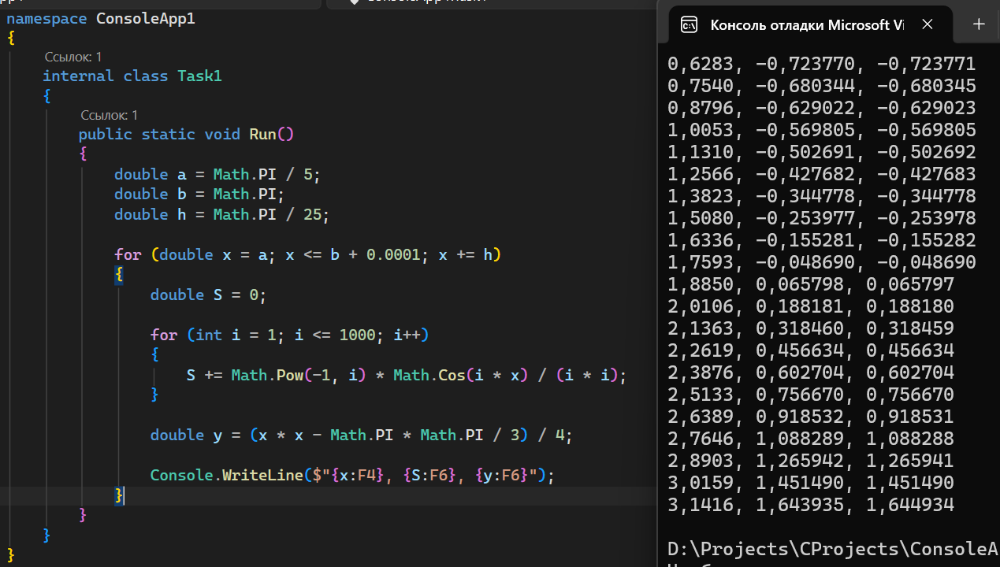 namespace ConsoleApp1
{
Ссылок: 1
internal class Task1
{
Ссылок: 1
public static void Run()
{
double a = Math.PI / 5;
double b = Math.PI;
double h = Math.PI / 25;
for (double x = a; x <= b + 0.0001; x += h)
{
double S = 0;
for (int i = 1; i <= 1000; i++)
{
S += Math.Pow(-1, i) * Math.Cos(i * x) / (i * i);
}
double y = (x * x - Math.PI * Math.PI / 3) / 4;
Console.WriteLine($"{x:F4}, {S:F6}, {y:F6}");
}
}
}
}
Консоль отладки Microsoft Vi
0,6283, -0,723770, -0,723771
0,7540, -0,680344, -0,680345
0,8796, -0,629022, -0,629023
1,0053, -0,569805, -0,569805
1,1310, -0,502691, -0,502692
1,2566, -0,427682, -0,427683
1,3823, -0,344778, -0,344778
1,5080, -0,253977, -0,253978
1,6336, -0,155281, -0,155282
1,7593, -0,048690, -0,048690
1,8850, 0,065798, 0,065797
2,0106, 0,188181, 0,188180
2,1363, 0,318460, 0,318459
2,2619, 0,456634, 0,456634
2,3876, 0,602704, 0,602704
2,5133, 0,756670, 0,756670
2,6389, 0,918532, 0,918531
2,7646, 1,088289, 1,088288
2,8903, 1,265942, 1,265941
3,0159, 1,451490, 1,451490
3,1416, 1,643935, 1,644934
D:\Projects\CProjects\ConsoleA